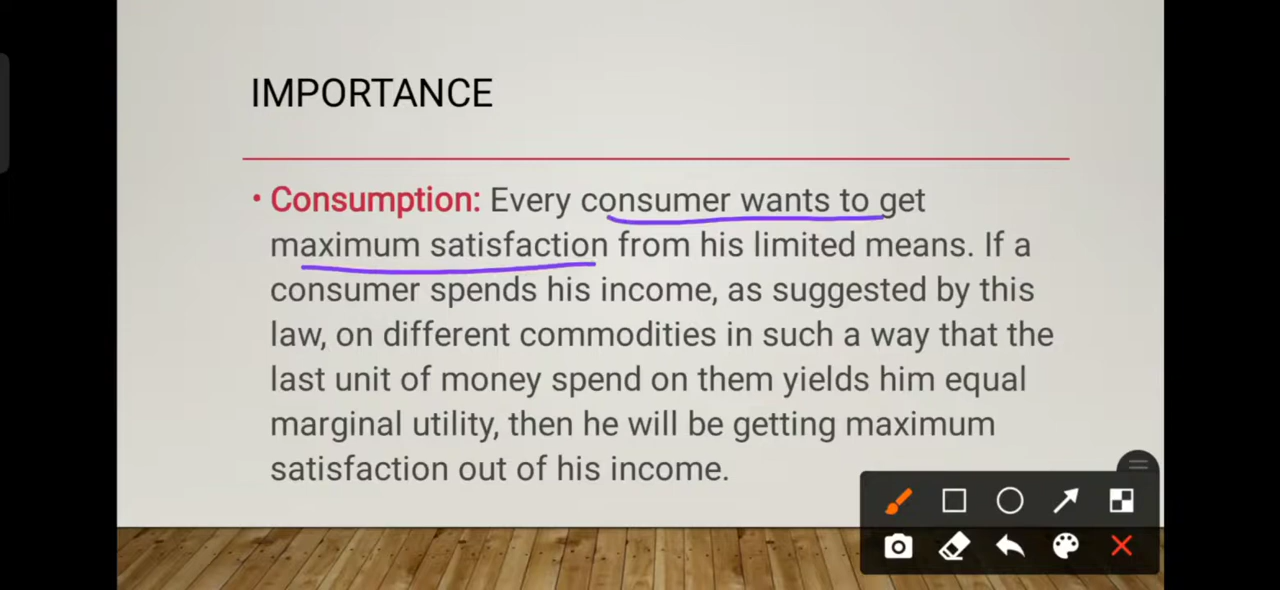 IMPORTANCE
• Consumption: Every consumer wants to get
maximum satisfaction from his limited means. If a
consumer spends his income, as suggested by this
law, on different commodities in such a way that the
last unit of money spend on them yields him equal
marginal utility, then he will be getting maximum
satisfaction out of his income.